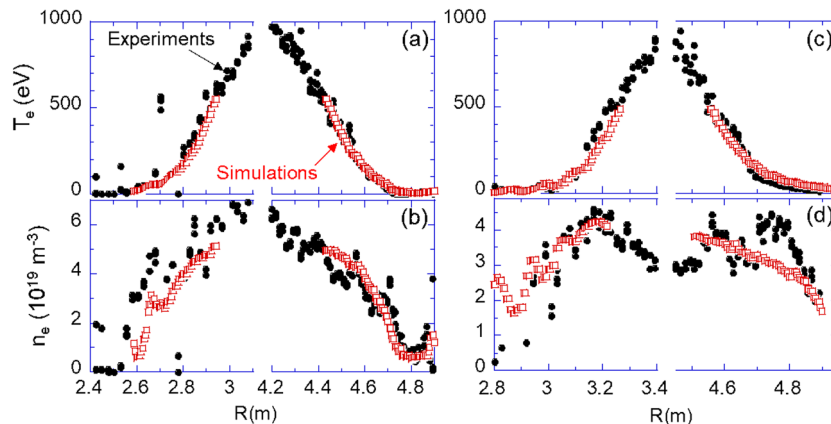 1000
500
0
T_e (eV)
Experiments
Simulations
(a)
(c)
1000
500
0
6
4
2
0
n_e (10^19 m^-3)
(b)
(d)
4
3
2
1
0
2.4 2.6 2.8 3 4.2 4.4 4.6 4.8
R(m) R(m)
2.8 3 3.2 3.4 4.6 4.8
R(m) R(m)